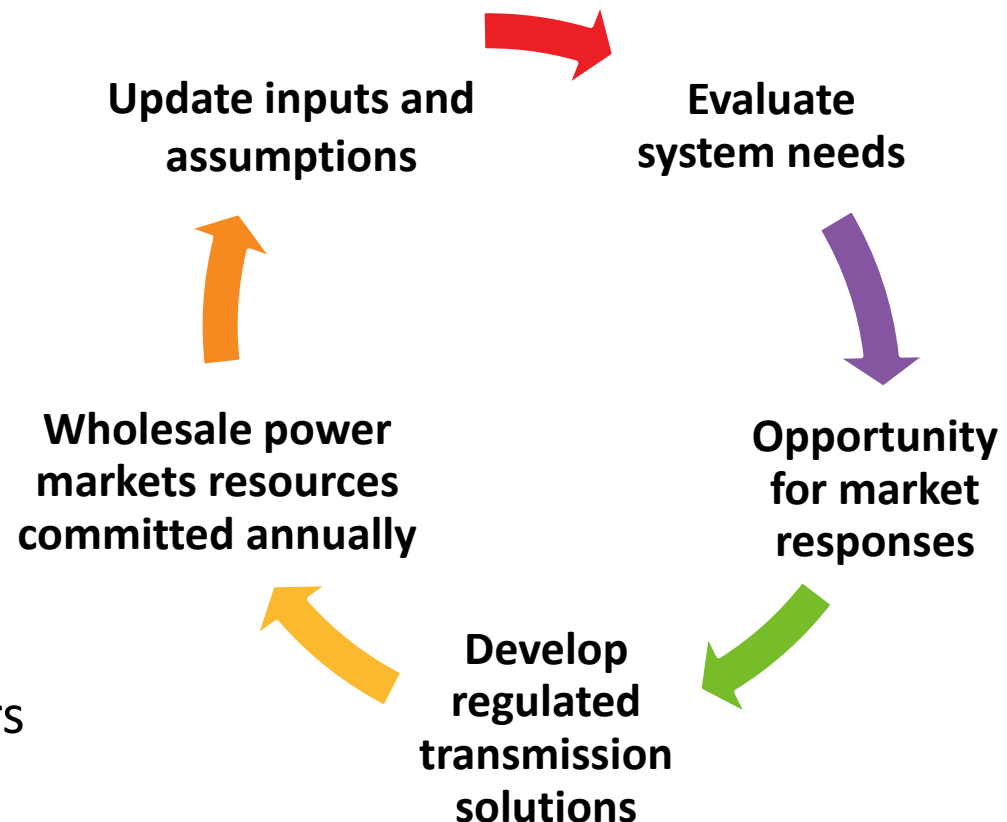 Update inputs and
assumptions
Evaluate
system needs
Opportunity
for market
responses
Develop
regulated
transmission
solutions
Wholesale power
markets resources
committed annually